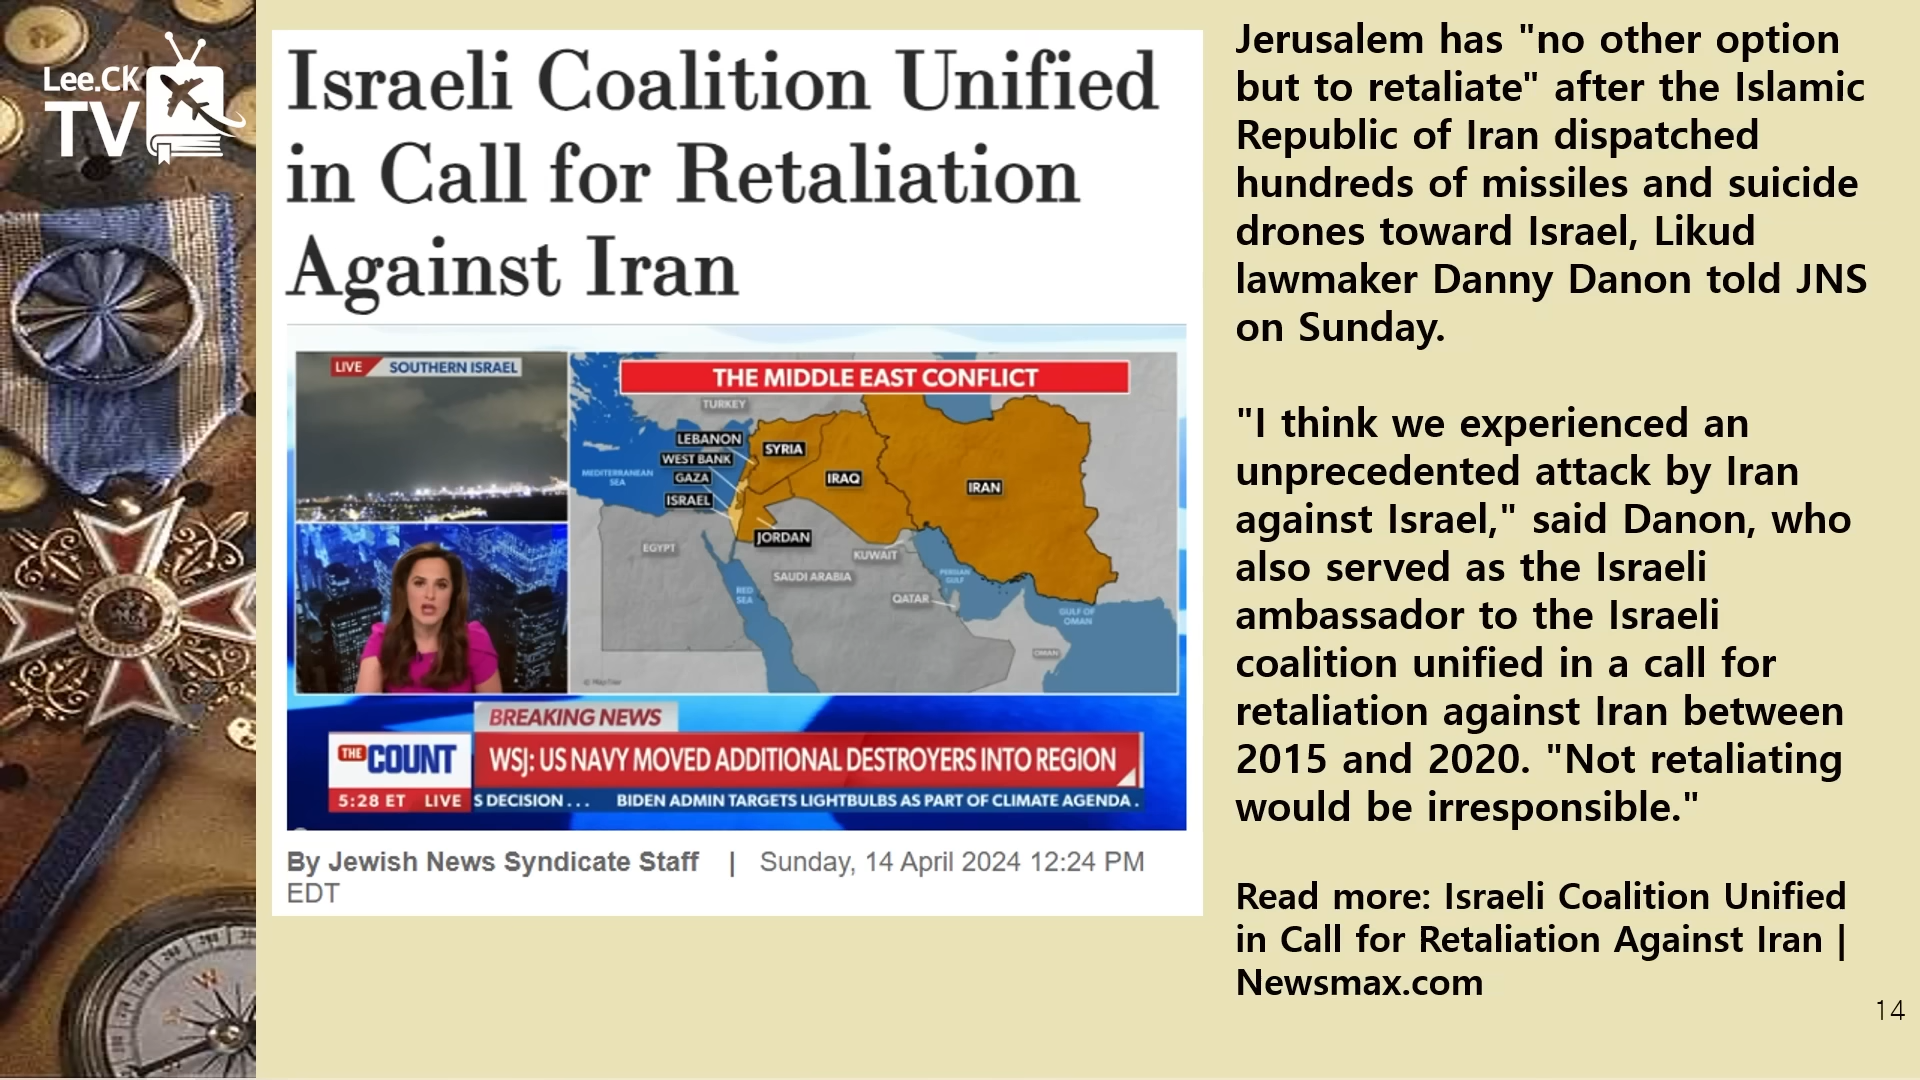 Lee.CK
TV
Israeli Coalition Unified
in Call for Retaliation
Against Iran
LIVE SOUTHERN ISRAEL
THE MIDDLE EAST CONFLICT
TURKEY
LEBANON
SYRIA
WEST BANK
MEDITERRANEAN
SEA
GAZA
IRAQ
IRAN
ISRAEL
JORDAN
EGYPT
KUWAIT
SAUDI ARABIA
PERSIAN
GULF
RED
SEA
QATAR
GULF OF
OMAN
OMAN
BREAKING NEWS
THE COUNT
WSJ: US NAVY MOVED ADDITIONAL DESTROYERS INTO REGION
5:28 ET LIVE S DECISION . . . BIDEN ADMIN TARGETS LIGHTBULBS AS PART OF CLIMATE AGENDA .
By Jewish News Syndicate Staff | Sunday, 14 April 2024 12:24 PM
EDT
Jerusalem has "no other option
but to retaliate" after the Islamic
Republic of Iran dispatched
hundreds of missiles and suicide
drones toward Israel, Likud
lawmaker Danny Danon told JNS
on Sunday.
"I think we experienced an
unprecedented attack by Iran
against Israel," said Danon, who
also served as the Israeli
ambassador to the Israeli
coalition unified in a call for
retaliation against Iran between
2015 and 2020. "Not retaliating
would be irresponsible."
Read more: Israeli Coalition Unified
in Call for Retaliation Against Iran |
Newsmax.com
14